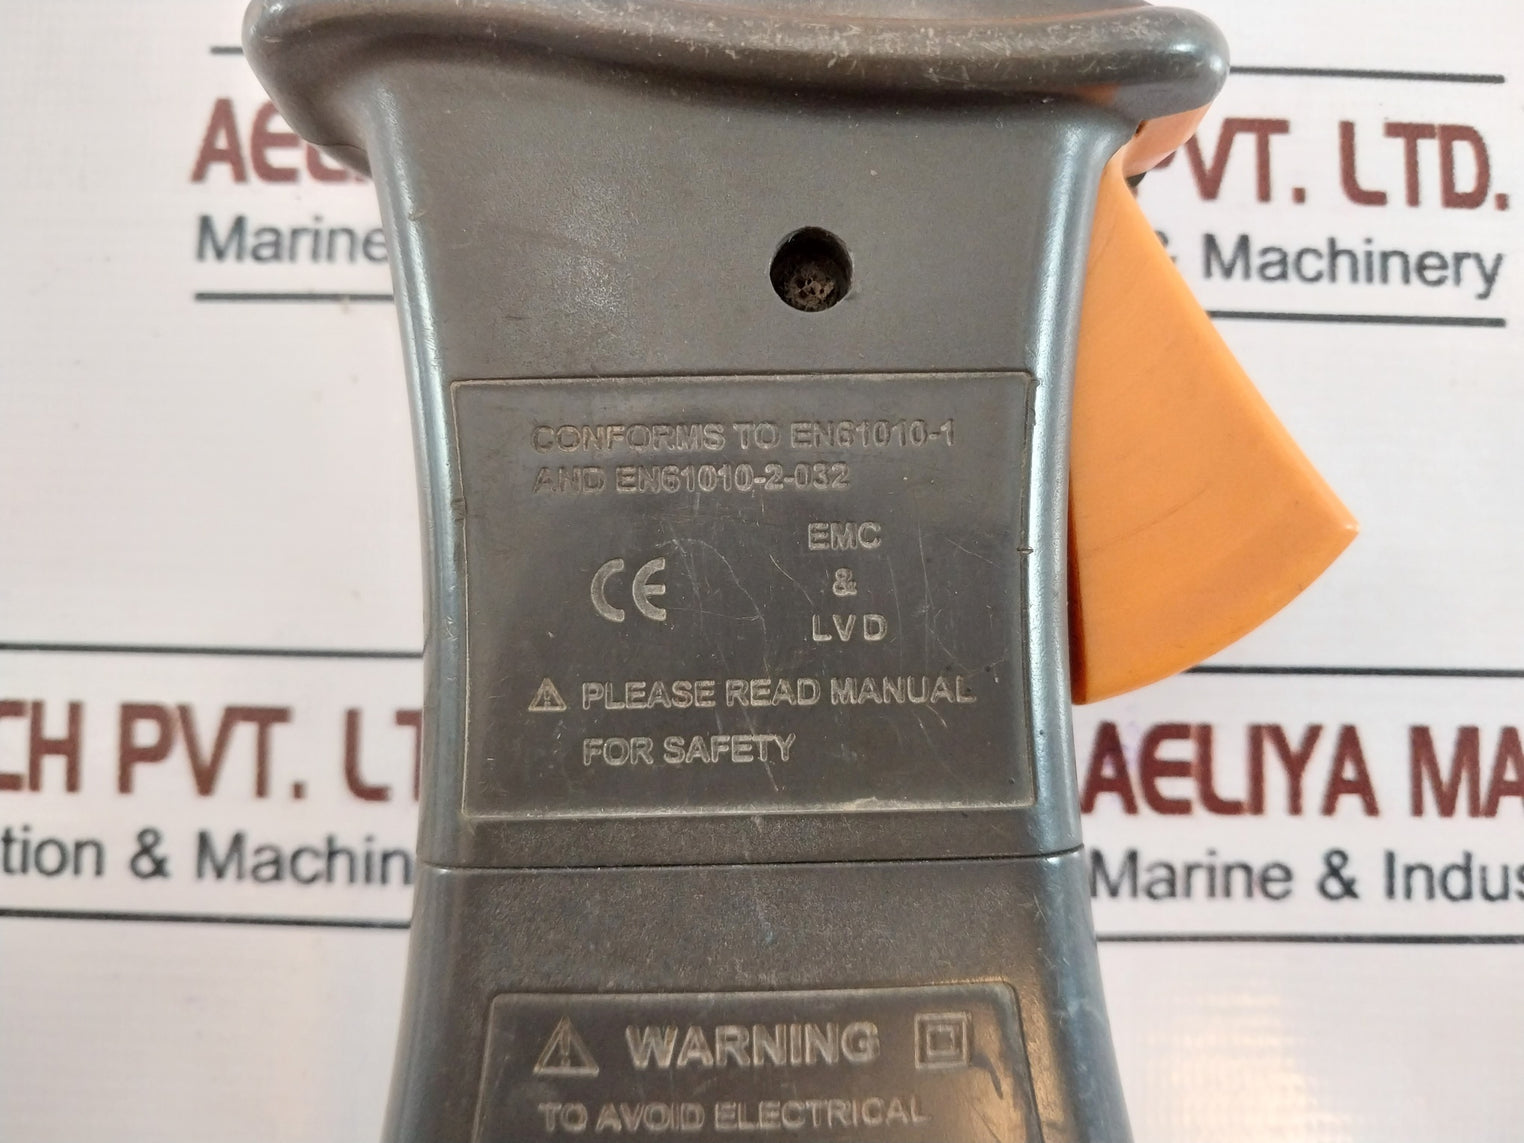 PVT. LTD.
Marine
& Machinery
CONFORMS TO EN61010-1
AND EN61010-2-032
CE
EMC
&
LVD
⚠ PLEASE READ MANUAL
FOR SAFETY
CH PVT. LT
tion & Machin
AELIYA MA
Marine & Indus
⚠ WARNING
TO AVOID ELECTRICAL